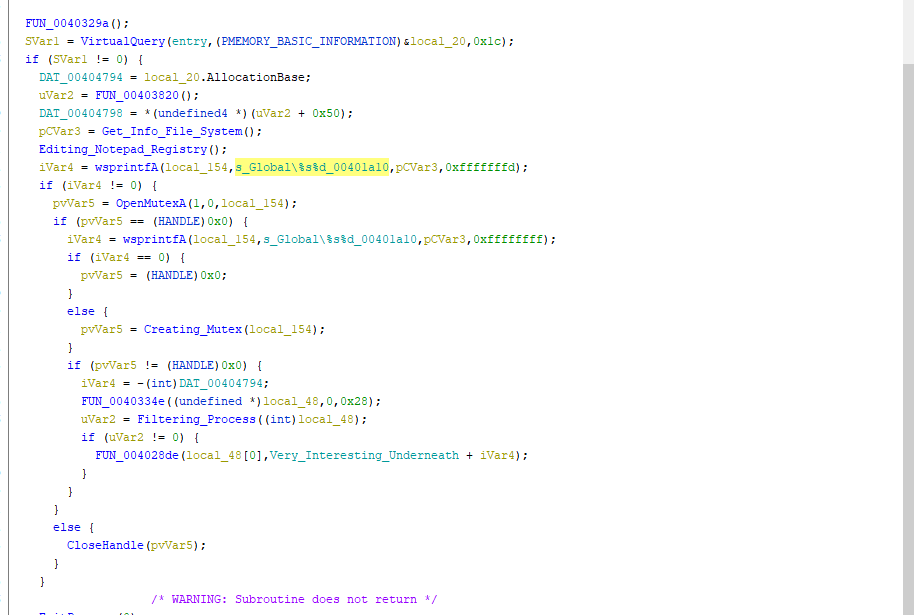 FUN_0040329a();
SVar1 = VirtualQuery(entry,(PMEMORY_BASIC_INFORMATION)&local_20,0x1c);
if (SVar1 != 0) {
DAT_00404794 = local_20.AllocationBase;
uVar2 = FUN_00403820();
DAT_00404798 = *(undefined4 *)(uVar2 + 0x50);
pCVar3 = Get_Info_File_System();
Editing_Notepad_Registry();
iVar4 = wsprintfA(local_154,s_Global\%s%d_00401a10,pCVar3,0xfffffffd);
if (iVar4 != 0) {
pvVar5 = OpenMutexA(1,0,local_154);
if (pvVar5 == (HANDLE)0x0) {
iVar4 = wsprintfA(local_154,s_Global\%s%d_00401a10,pCVar3,0xffffffff);
if (iVar4 == 0) {
pvVar5 = (HANDLE)0x0;
}
else {
pvVar5 = Creating_Mutex(local_154);
}
if (pvVar5 != (HANDLE)0x0) {
iVar4 = -(int)DAT_00404794;
FUN_0040334e((undefined *)local_48,0,0x28);
uVar2 = Filtering_Process((int)local_48);
if (uVar2 != 0) {
FUN_004028de(local_48[0],Very_Interesting_Underneath + iVar4);
}
}
}
else {
CloseHandle(pvVar5);
}
}
/* WARNING: Subroutine does not return */